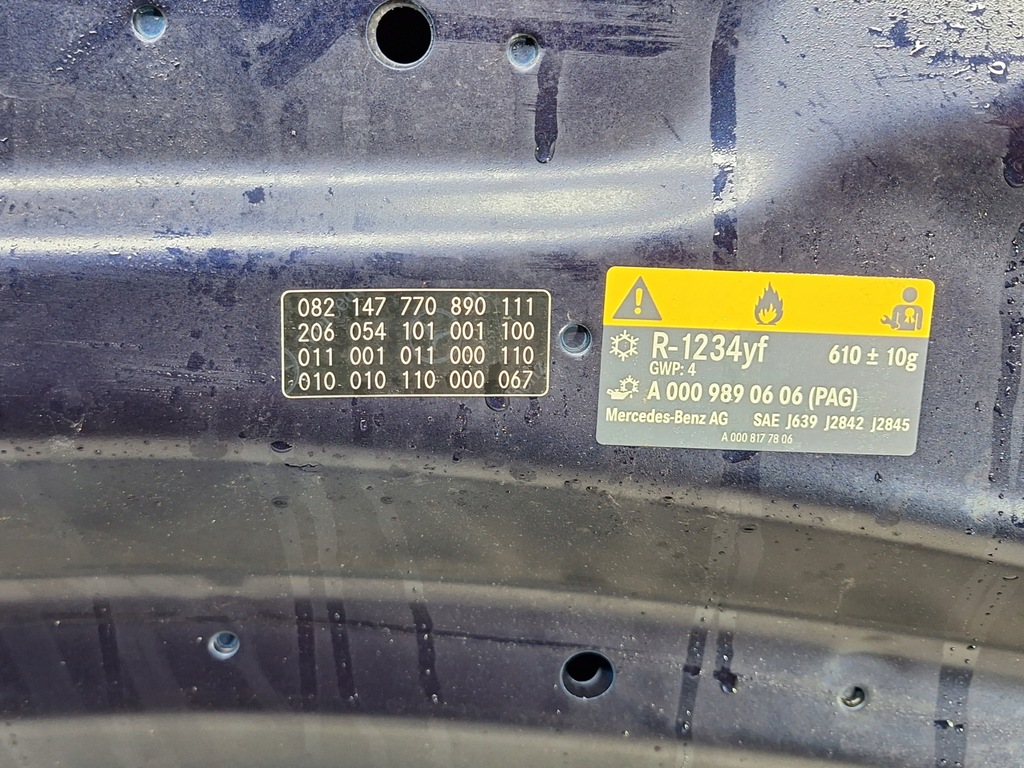 082 147 770 890 111
206 054 101 001 100
011 001 011 000 110
010 010 110 000 067
R-1234yf 610 ± 10g
GWP: 4
A 000 989 06 06 (PAG)
Mercedes-Benz AG SAE J639 J2842 J2845
A 000 817 78 06